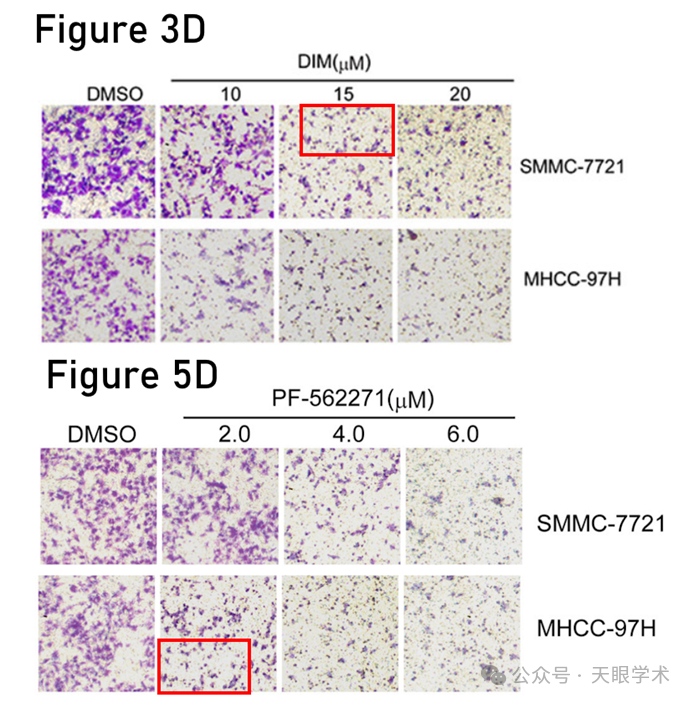 Figure 3D
DIM(μM)
DMSO 10 15 20
SMMC-7721
MHCC-97H
Figure 5D
PF-562271(μM)
DMSO 2.0 4.0 6.0
SMMC-7721
MHCC-97H
公众号 · 天眼学术